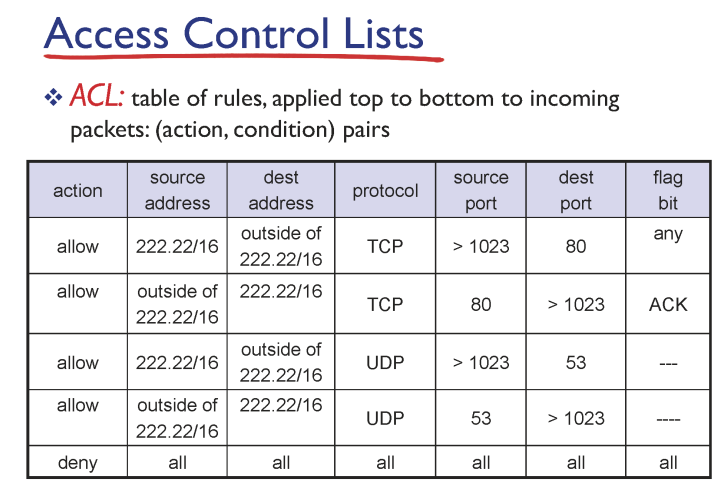 Access Control Lists
❖ ACL: table of rules, applied top to bottom to incoming
packets: (action, condition) pairs
action | source address | dest address | protocol | source port | dest port | flag bit
allow | 222.22/16 | outside of 222.22/16 | TCP | > 1023 | 80 | any
allow | outside of 222.22/16 | 222.22/16 | TCP | 80 | > 1023 | ACK
allow | 222.22/16 | outside of 222.22/16 | UDP | > 1023 | 53 | ---
allow | outside of 222.22/16 | 222.22/16 | UDP | 53 | > 1023 | ----
deny | all | all | all | all | all | all